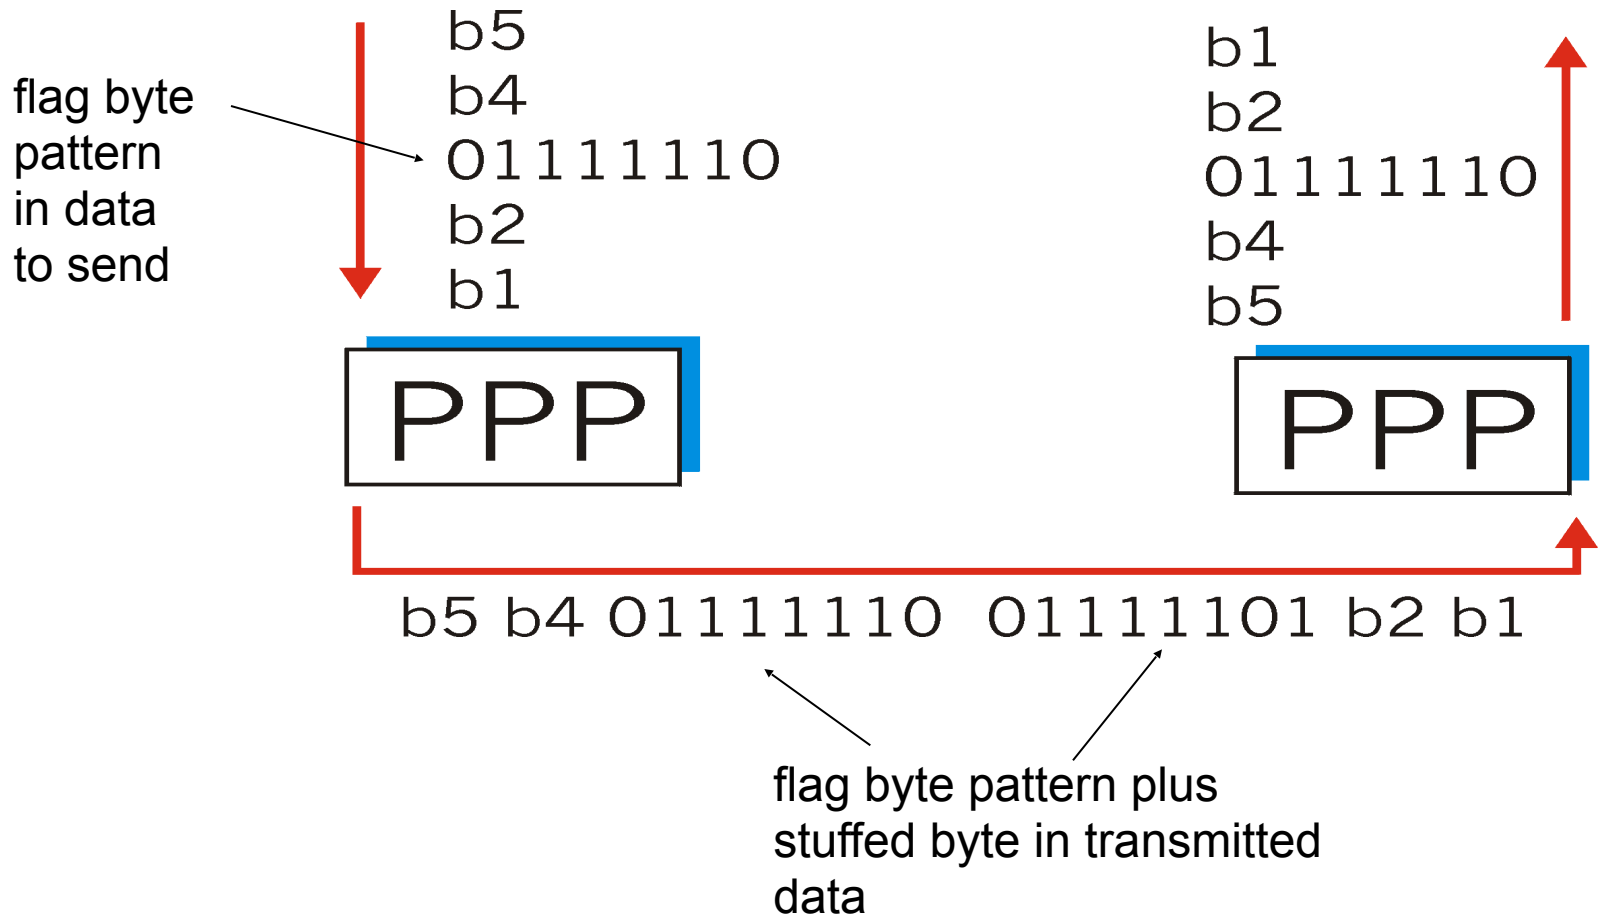 flag byte
pattern
in data
to send
b5
b4
01111110
b2
b1
b1
b2
01111110
b4
b5
PPP
PPP
b5 b4 01111110 01111101 b2 b1
flag byte pattern plus
stuffed byte in transmitted
data